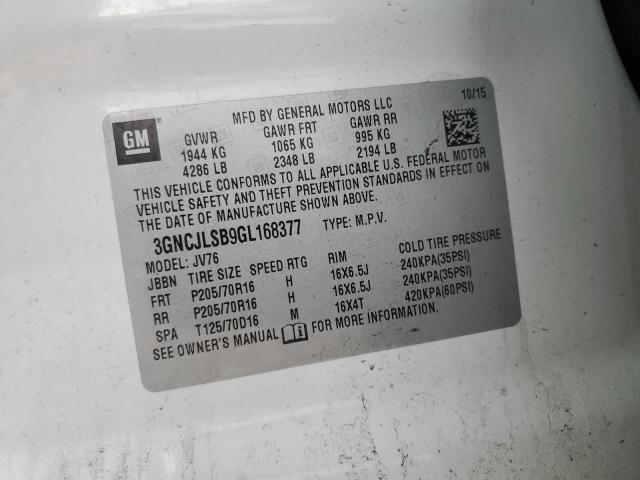 MFD BY GENERAL MOTORS LLC 10/15
GM
GVWR GAWR FRT GAWR RR
1944 KG 1065 KG 995 KG
4286 LB 2348 LB 2194 LB
THIS VEHICLE CONFORMS TO ALL APPLICABLE U.S. FEDERAL MOTOR
VEHICLE SAFETY AND THEFT PREVENTION STANDARDS IN EFFECT ON
THE DATE OF MANUFACTURE SHOWN ABOVE.
3GNCJLSB9GL168377 TYPE: M.P.V.
MODEL: JV76
JBBN TIRE SIZE SPEED RTG RIM COLD TIRE PRESSURE
FRT P205/70R16 H 16X6.5J 240KPA(35PSI)
RR P205/70R16 H 16X6.5J 240KPA(35PSI)
SPA T125/70D16 M 16X4T 420KPA(60PSI)
SEE OWNER'S MANUAL FOR MORE INFORMATION.